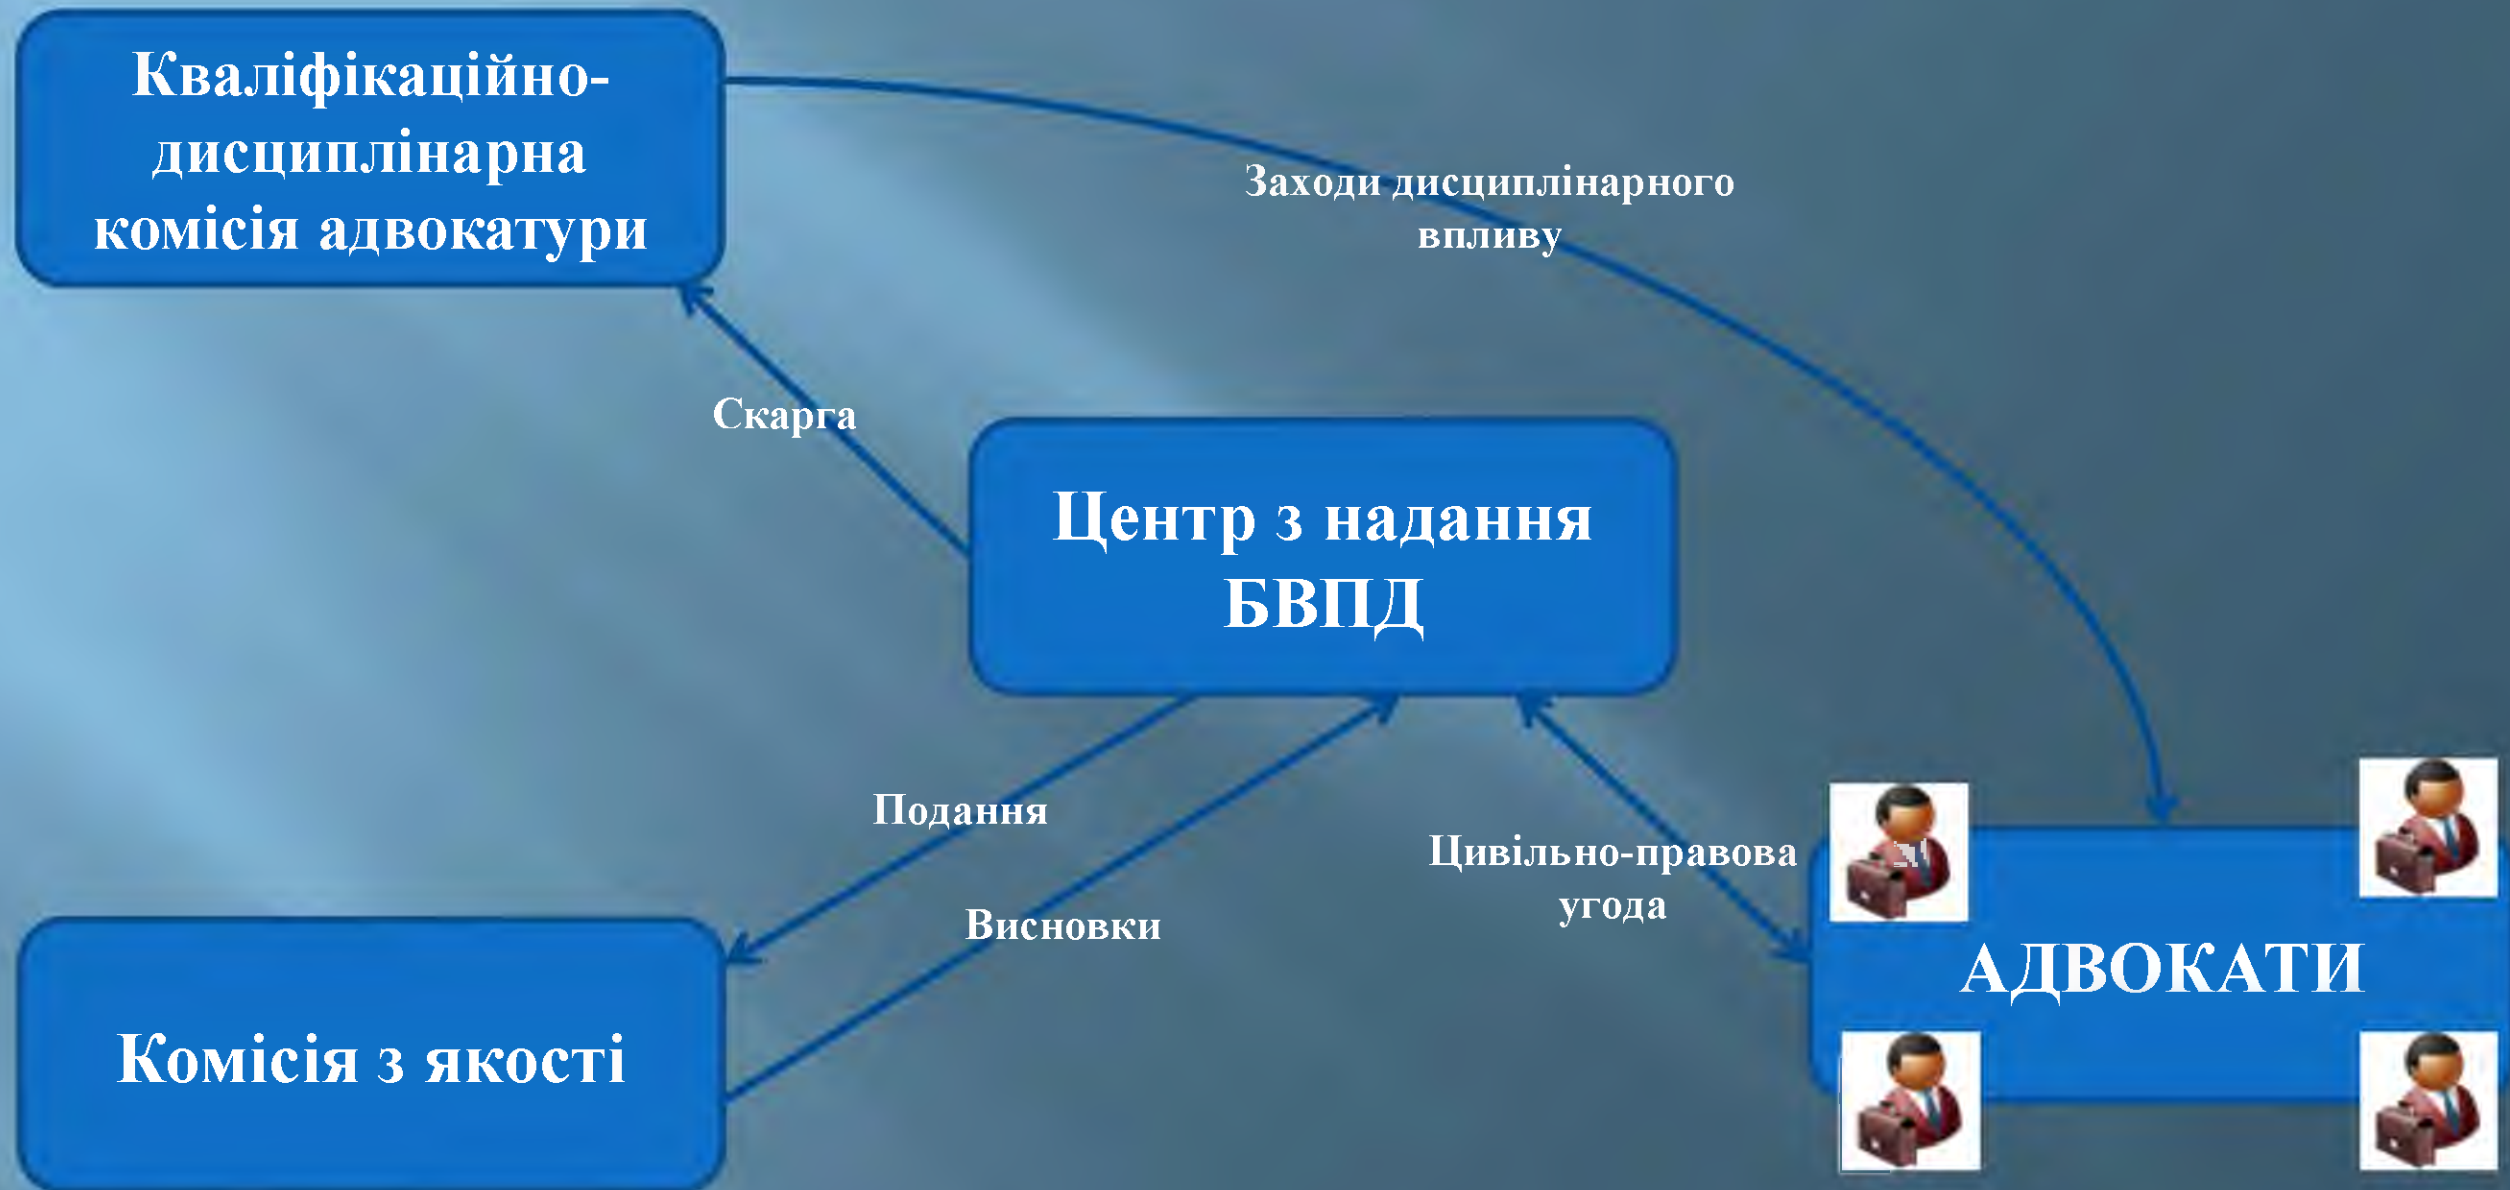 Кваліфікаційно-
дисциплінарна
комісія адвокатури
Заходи дисциплінарного
впливу
Скарга
Центр з надання
БВПД
Подання
Висновки
Цивільно-правова
угода
АДВОКАТИ
Комісія з якості